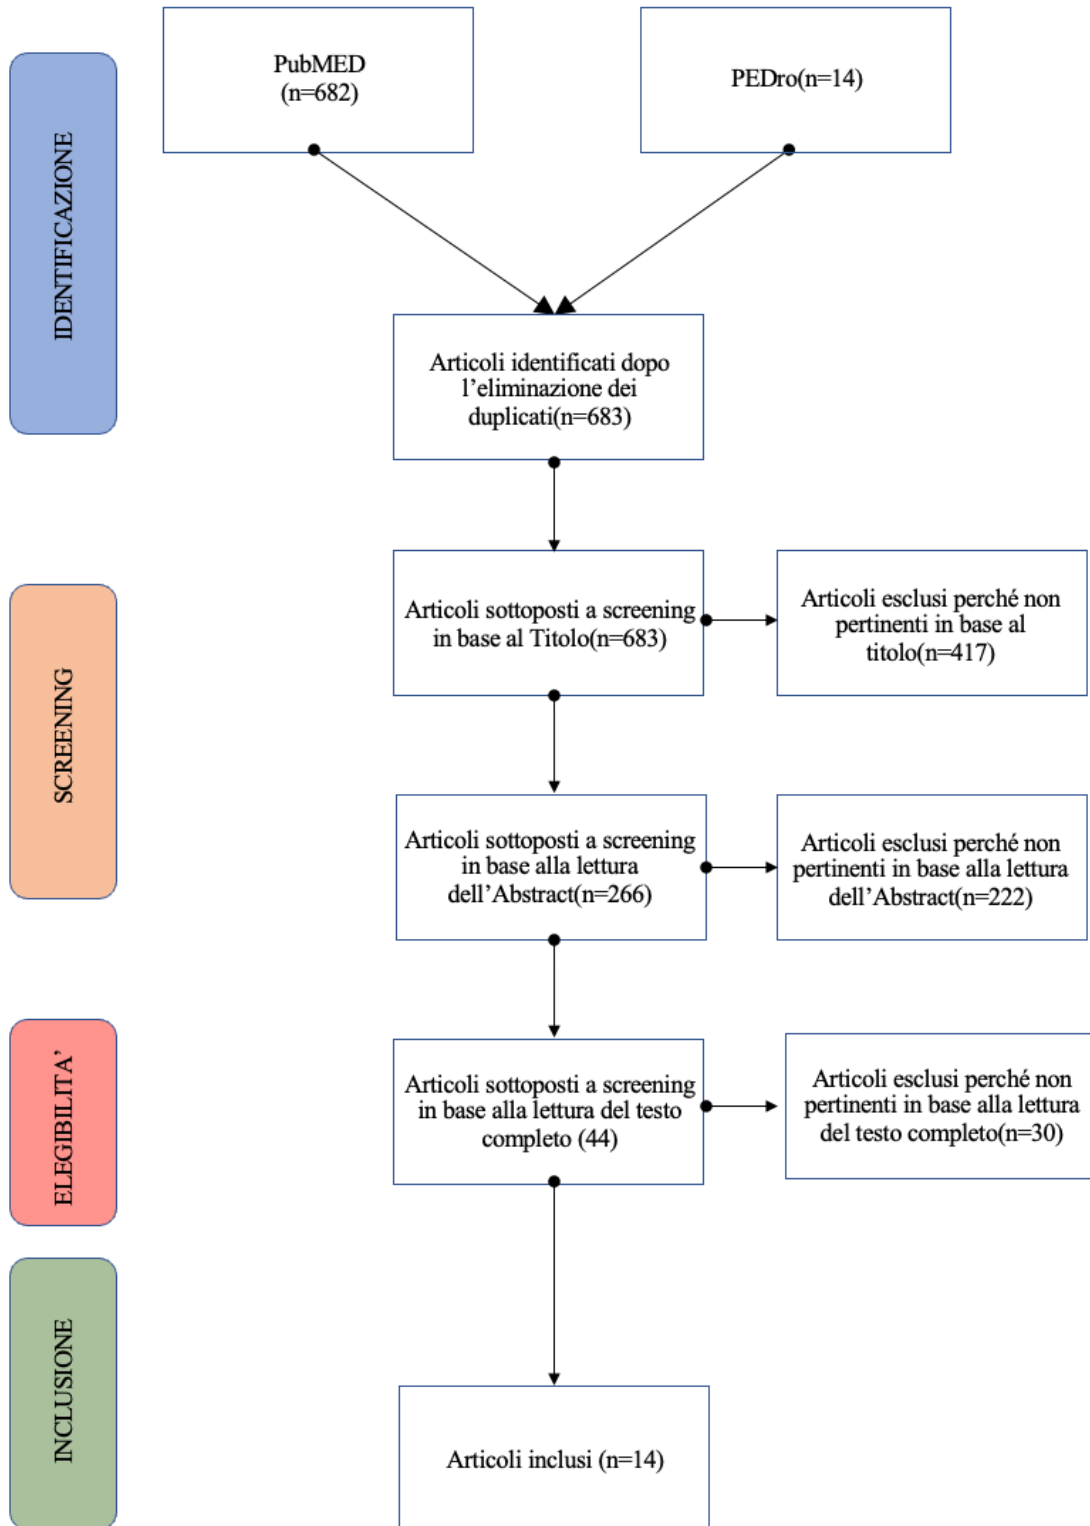 IDENTIFICAZIONE
PubMED
(n=682)
PEDro(n=14)
Articoli identificati dopo
l’eliminazione dei
duplicati(n=683)
SCREENING
Articoli sottoposti a screening
in base al Titolo(n=683)
Articoli esclusi perché non
pertinenti in base al
titolo(n=417)
Articoli sottoposti a screening
in base alla lettura
dell’Abstract(n=266)
Articoli esclusi perché non
pertinenti in base alla lettura
dell’Abstract(n=222)
ELEGIBILITA’
Articoli sottoposti a screening
in base alla lettura del testo
completo (44)
Articoli esclusi perché non
pertinenti in base alla lettura
del testo completo(n=30)
INCLUSIONE
Articoli inclusi (n=14)